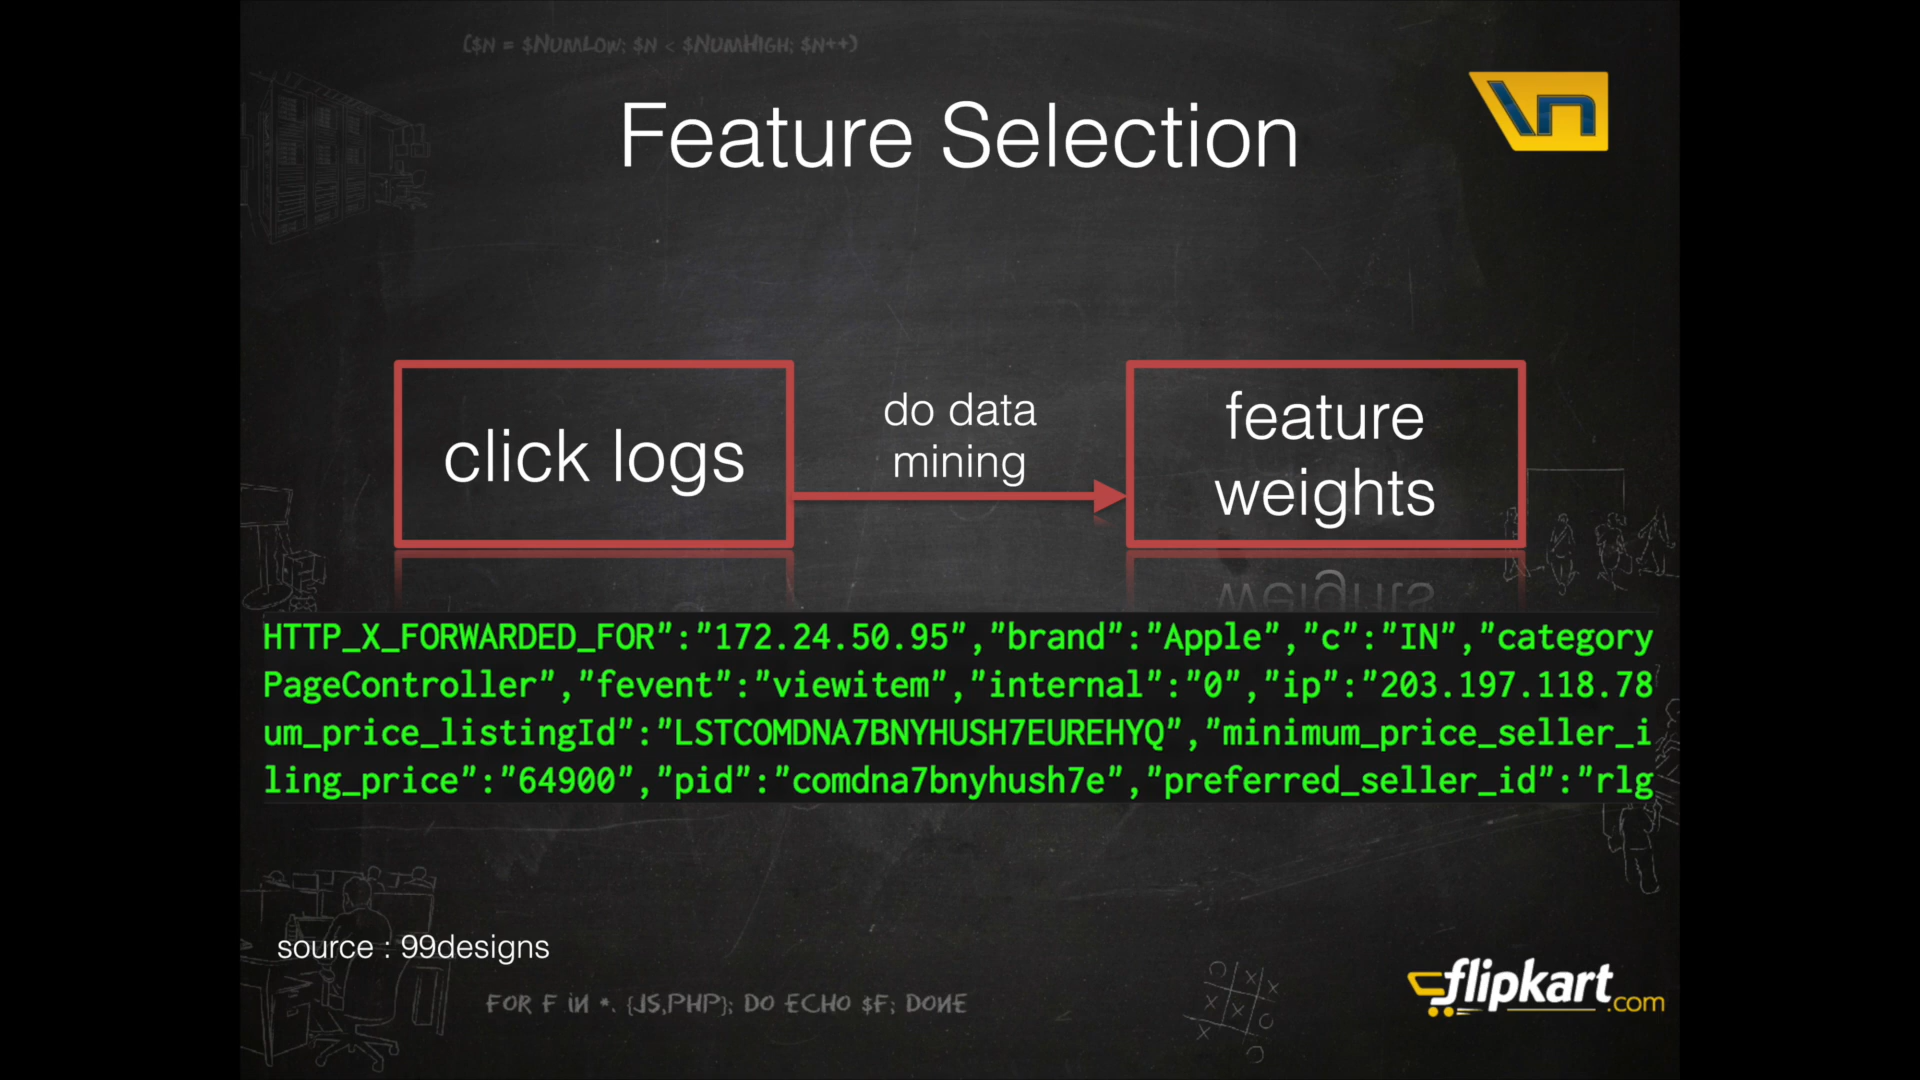 ($N = $NUMLOW; $N < $NUMHIGH; $N++)
\n
Feature Selection
click logs
do data
mining
feature
weights
HTTP_X_FORWARDED_FOR":"172.24.50.95","brand":"Apple","c":"IN","category
PageController","fevent":"viewitem","internal":"0","ip":"203.197.118.78
um_price_listingId":"LSTCOMDNA7BNYHUSH7EUREHYQ","minimum_price_seller_i
ling_price":"64900","pid":"comdna7bnyhush7e","preferred_seller_id":"rlg
source : 99designs
FOR F IN *. {JS,PHP}; DO ECHO $F; DONE
flipkart.com